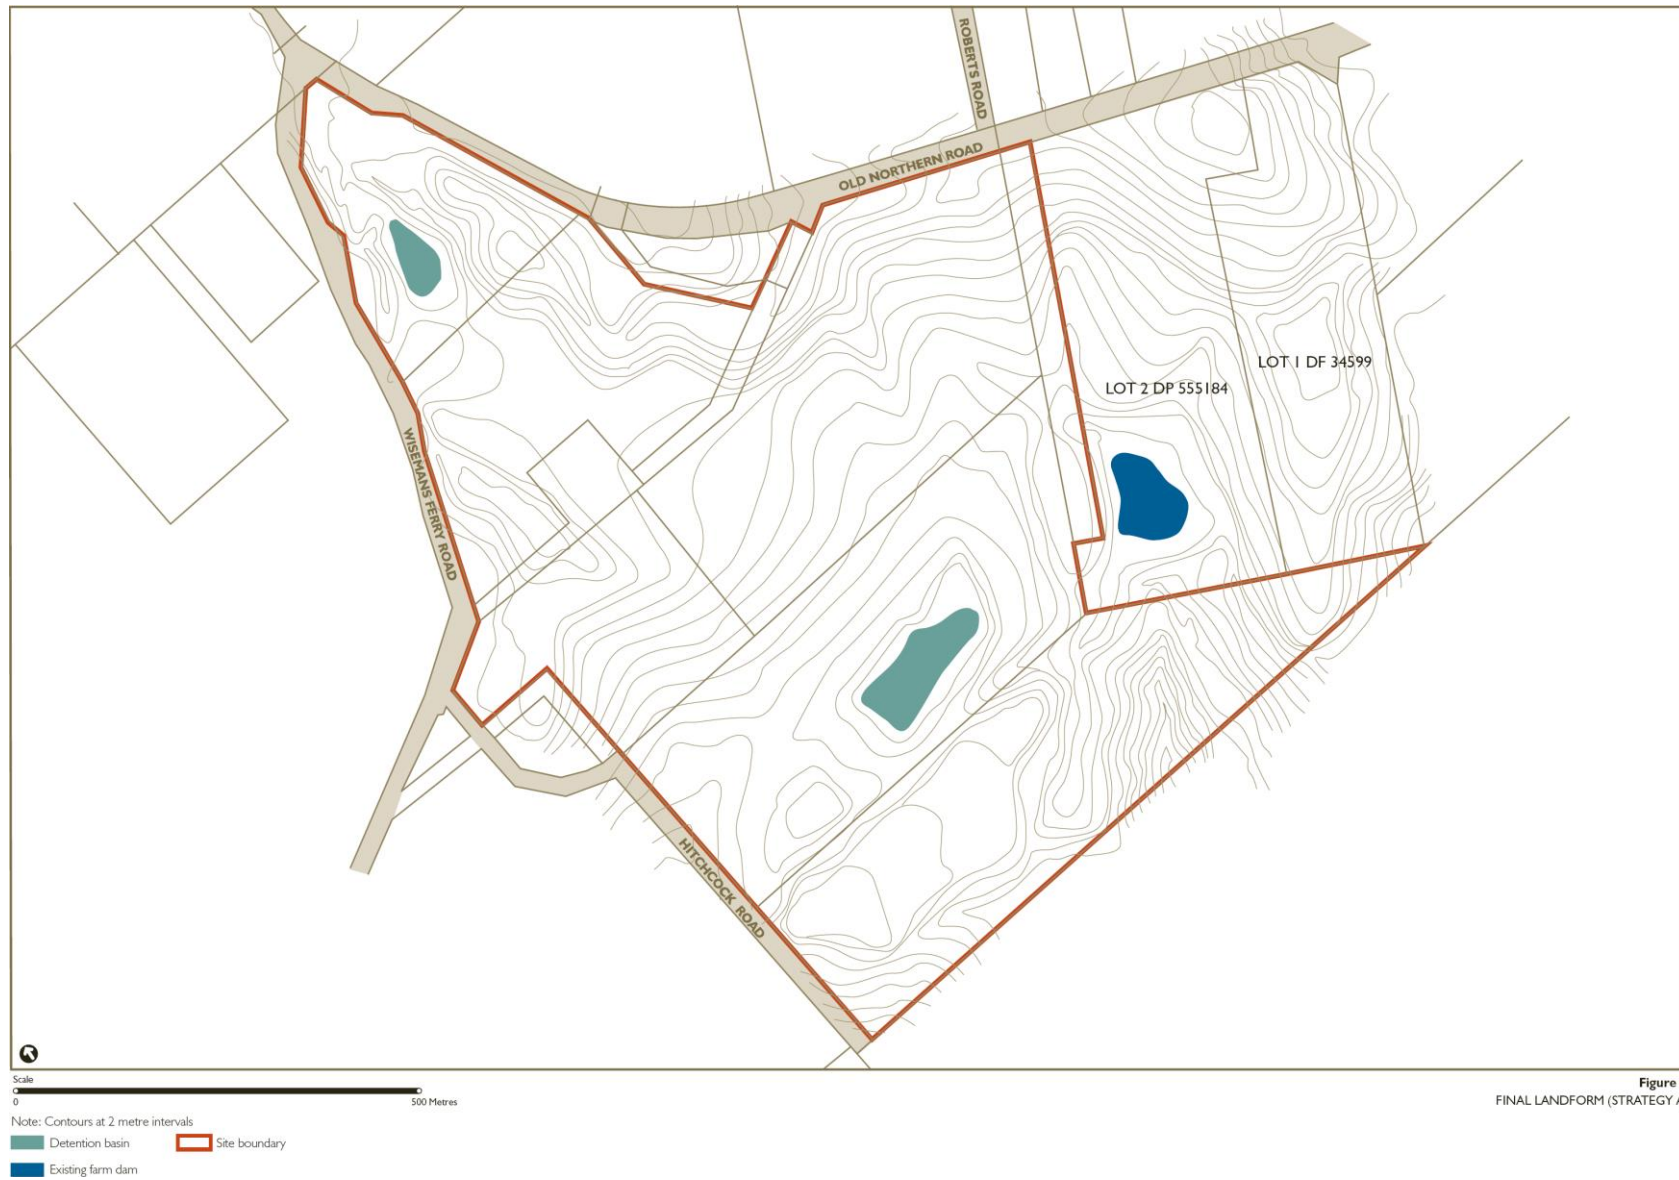 ROBERTS ROAD
OLD NORTHERN ROAD
LOT 1 DF 34599
LOT 2 DP 555184
WISEMANS FERRY ROAD
HITCHCOCK ROAD
Scale
0 500 Metres
Note: Contours at 2 metre intervals
Detention basin Site boundary
Existing farm dam
Figure
FINAL LANDFORM (STRATEGY A